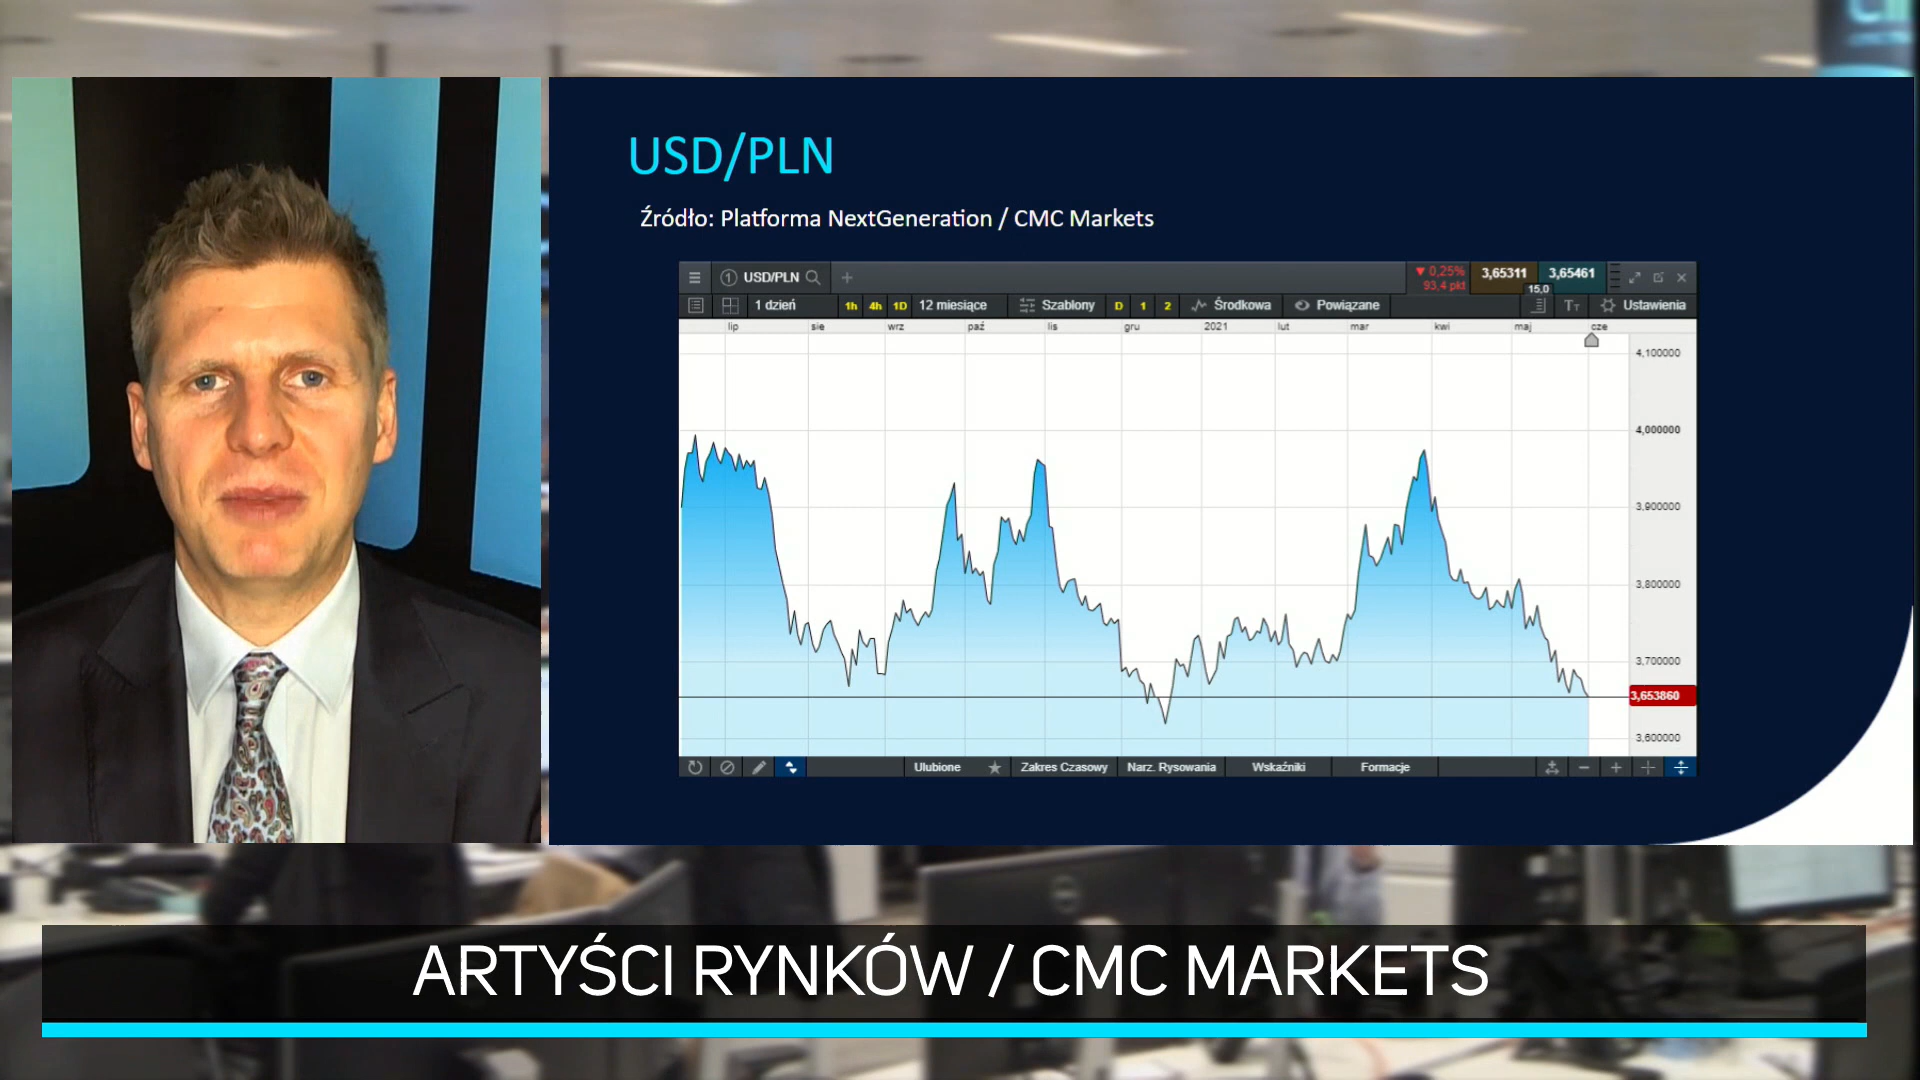 USD/PLN
Źródło: Platforma NextGeneration / CMC Markets
1 USD/PLN
▼ 0,25%
93,4 pkt
3,65311
15,0
3,65461
1 dzień
1h 4h 1D 12 miesiące
Szablony
D 1 2
Środkowa
Powiązane
Ustawienia
lip sie wrz paź lis gru 2021 lut mar kwi maj cze
4,100000
4,000000
3,900000
3,800000
3,700000
3,653860
3,600000
Ulubione Zakres Czasowy Narz. Rysowania Wskaźniki Formacje
ARTYŚCI RYNKÓW / CMC MARKETS